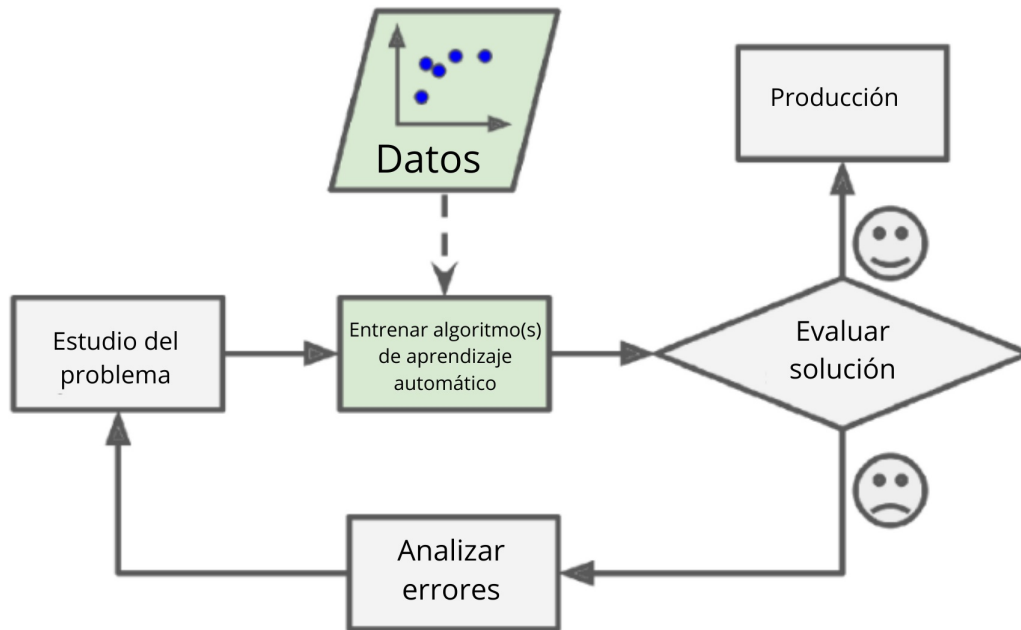 Datos
Producción
Estudio del
problema
Entrenar algoritmo(s)
de aprendizaje
automático
Evaluar
solución
Analizar
errores